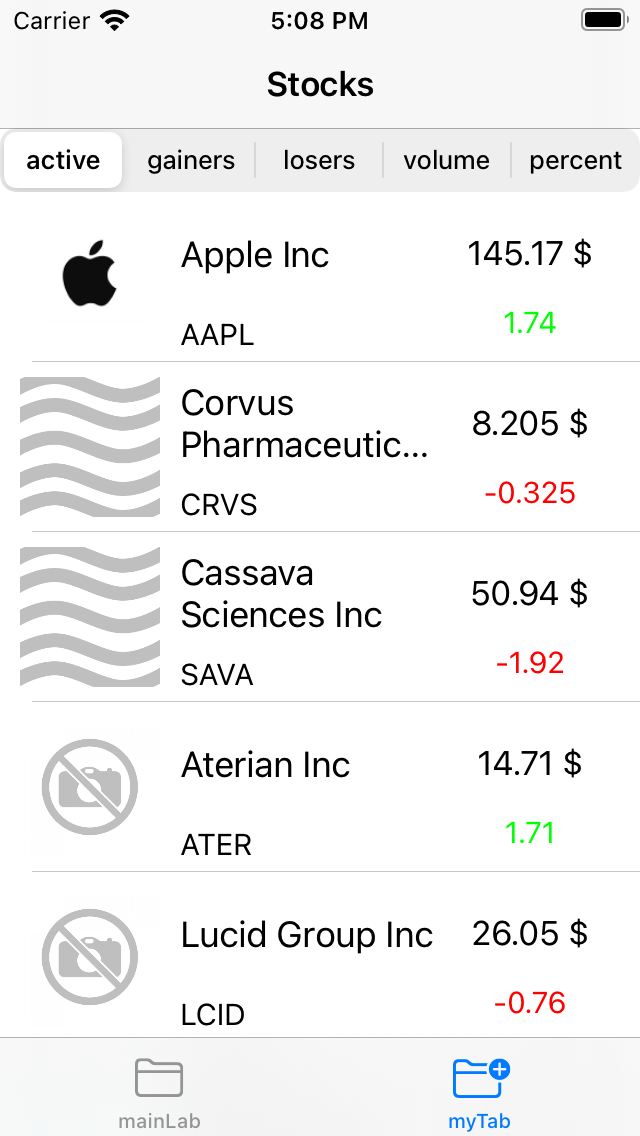 Carrier 5:08 PM
Stocks
active gainers losers volume percent
Apple Inc 145.17 $
AAPL 1.74
Corvus
Pharmaceutic... 8.205 $
CRVS -0.325
Cassava
Sciences Inc 50.94 $
SAVA -1.92
Aterian Inc 14.71 $
ATER 1.71
Lucid Group Inc 26.05 $
LCID -0.76
mainLab myTab